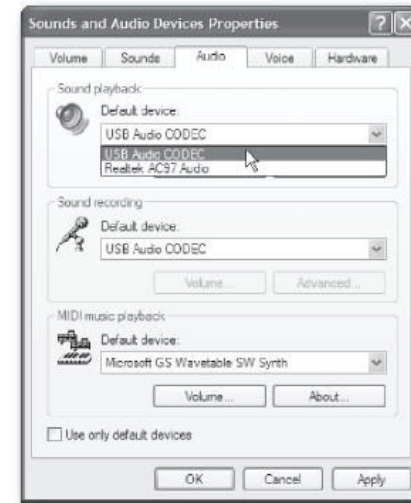 Sounds and Audio Devices Properties
Volume Sounds Audio Voice Hardware
Sound playback
Default device:
USB Audio CODEC
USB Audio CODEC
Realtek AC97 Audio
Sound recording
Default device:
USB Audio CODEC
Volume... Advanced...
MIDI music playback
Default device:
Microsoft GS Wavetable SW Synth
Volume... About...
Use only default devices
OK Cancel Apply